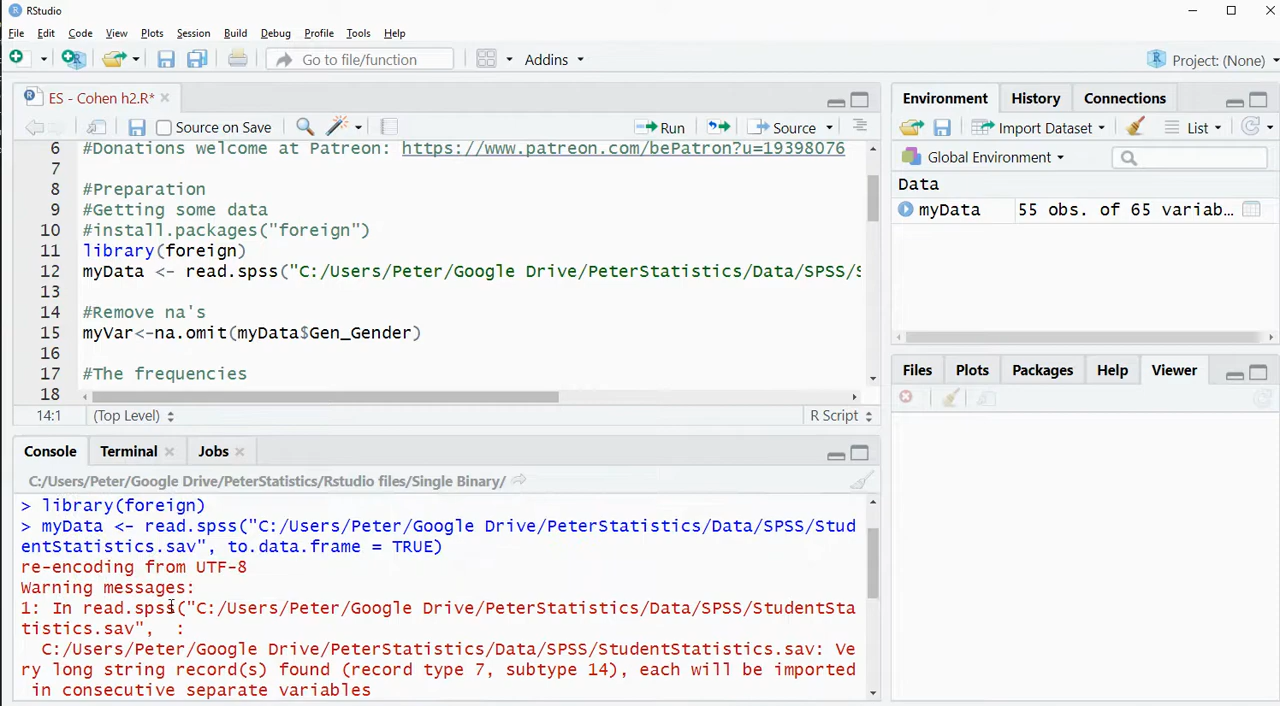 RStudio
File Edit Code View Plots Session Build Debug Profile Tools Help
Go to file/function Addins Project: (None)
ES - Cohen h2.R*
Source on Save Run Source
6 #Donations welcome at Patreon: https://www.patreon.com/bePatron?u=19398076
7
8 #Preparation
9 #Getting some data
10 #install.packages("foreign")
11 library(foreign)
12 myData <- read.spss("C:/Users/Peter/Google Drive/PeterStatistics/Data/SPSS/S
13
14 #Remove na's
15 myVar<-na.omit(myData$Gen_Gender)
16
17 #The frequencies
18
14:1 (Top Level) R Script
Console Terminal Jobs
C:/Users/Peter/Google Drive/PeterStatistics/Rstudio files/Single Binary/
> library(foreign)
> myData <- read.spss("C:/Users/Peter/Google Drive/PeterStatistics/Data/SPSS/Stud
entStatistics.sav", to.data.frame = TRUE)
re-encoding from UTF-8
Warning messages:
1: In read.spss("C:/Users/Peter/Google Drive/PeterStatistics/Data/SPSS/StudentSta
tistics.sav", :
C:/Users/Peter/Google Drive/PeterStatistics/Data/SPSS/StudentStatistics.sav: Ve
ry long string record(s) found (record type 7, subtype 14), each will be imported
in consecutive separate variables
Environment History Connections
Import Dataset List
Global Environment
Data
myData 55 obs. of 65 variab...
Files Plots Packages Help Viewer